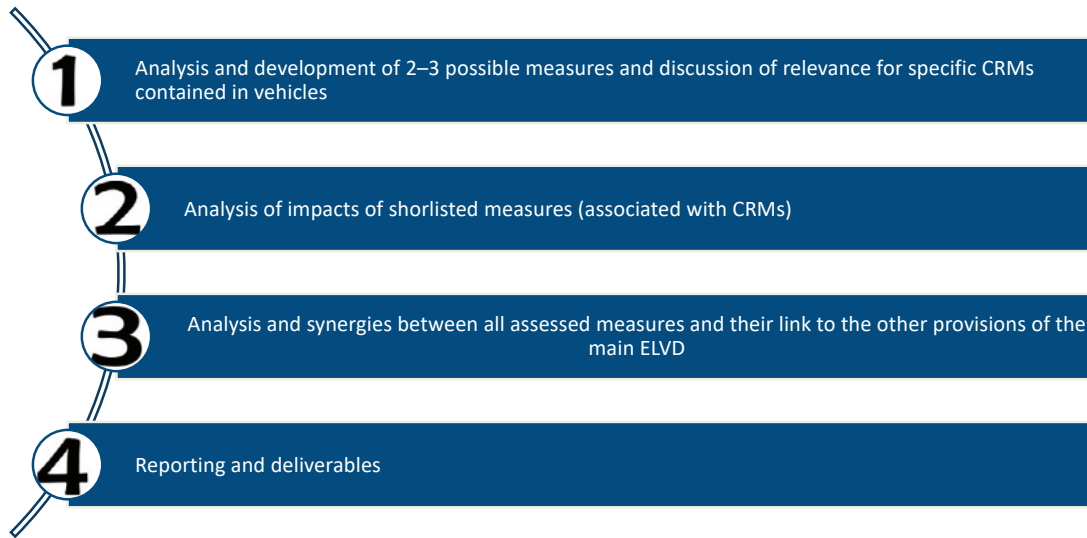 1
Analysis and development of 2–3 possible measures and discussion of relevance for specific CRMs
contained in vehicles
2
Analysis of impacts of shorlisted measures (associated with CRMs)
3
Analysis and synergies between all assessed measures and their link to the other provisions of the
main ELVD
4
Reporting and deliverables